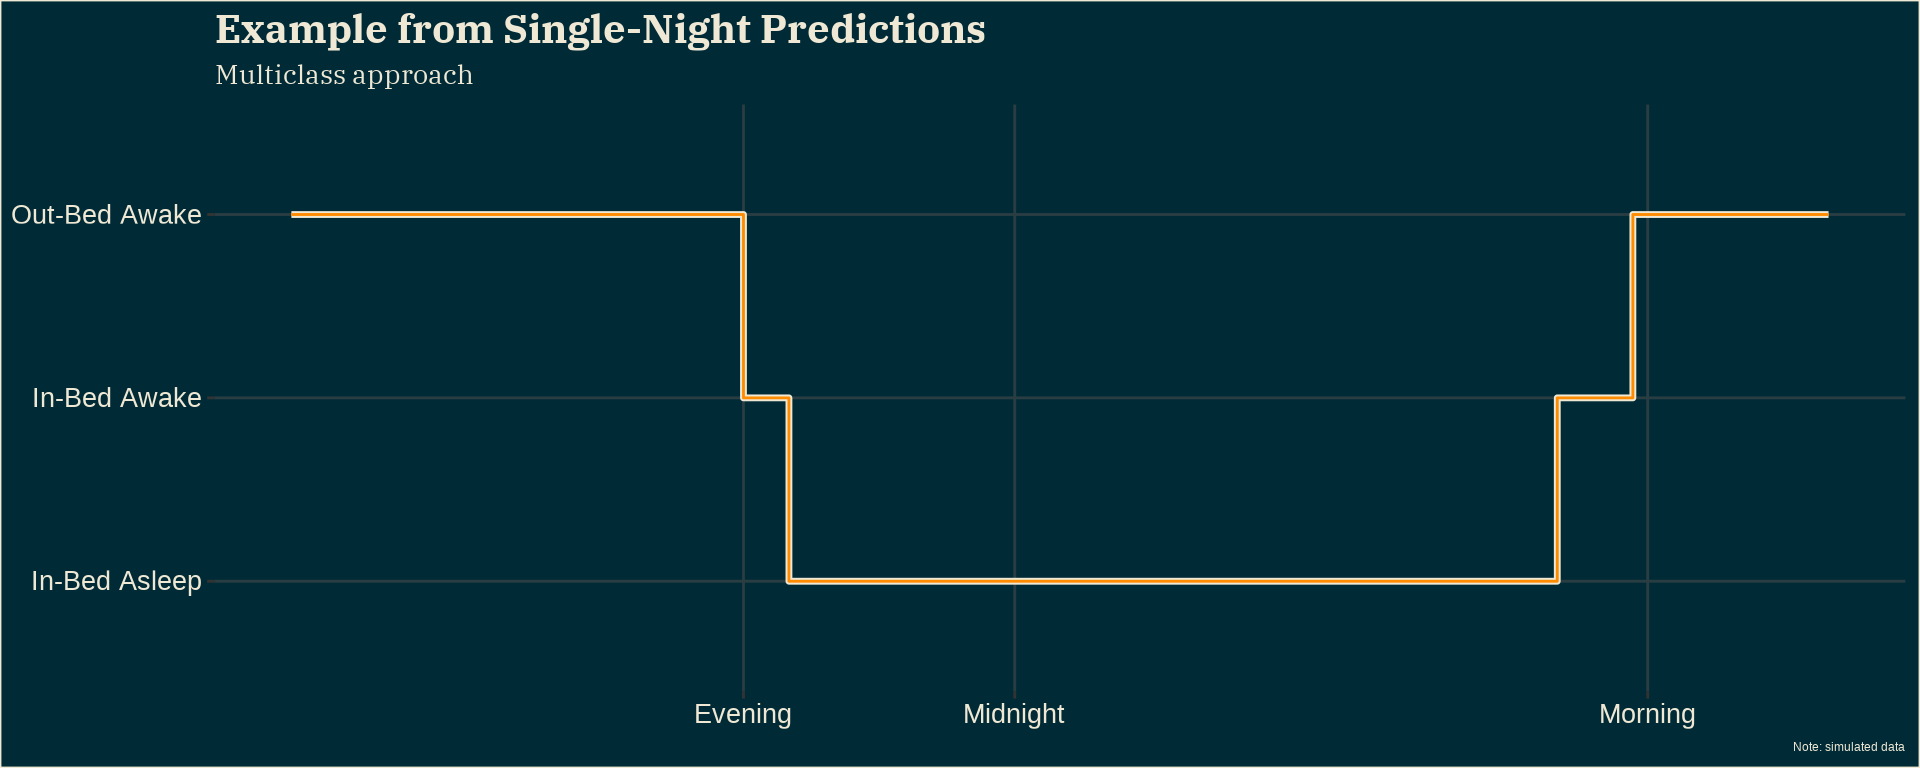 Example from Single-Night Predictions
Multiclass approach
Out-Bed Awake
In-Bed Awake
In-Bed Asleep
Evening
Midnight
Morning
Note: simulated data